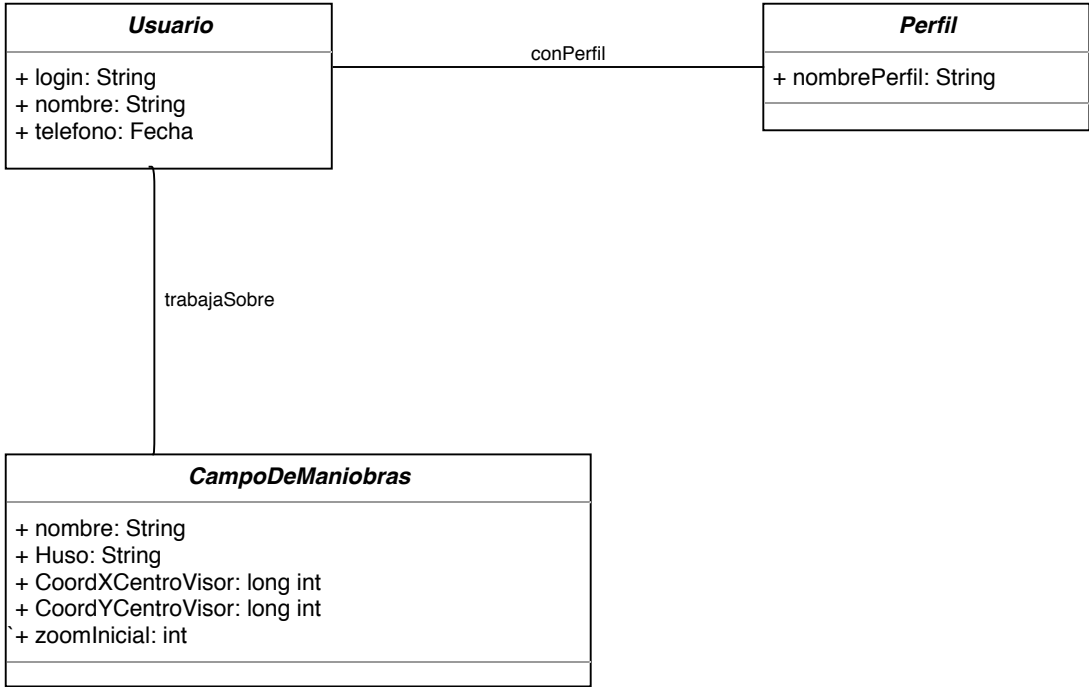 Usuario
+ login: String
+ nombre: String
+ telefono: Fecha
conPerfil
Perfil
+ nombrePerfil: String
trabajaSobre
CampoDeManiobras
+ nombre: String
+ Huso: String
+ CoordXCentroVisor: long int
+ CoordYCentroVisor: long int
`+ zoomInicial: int